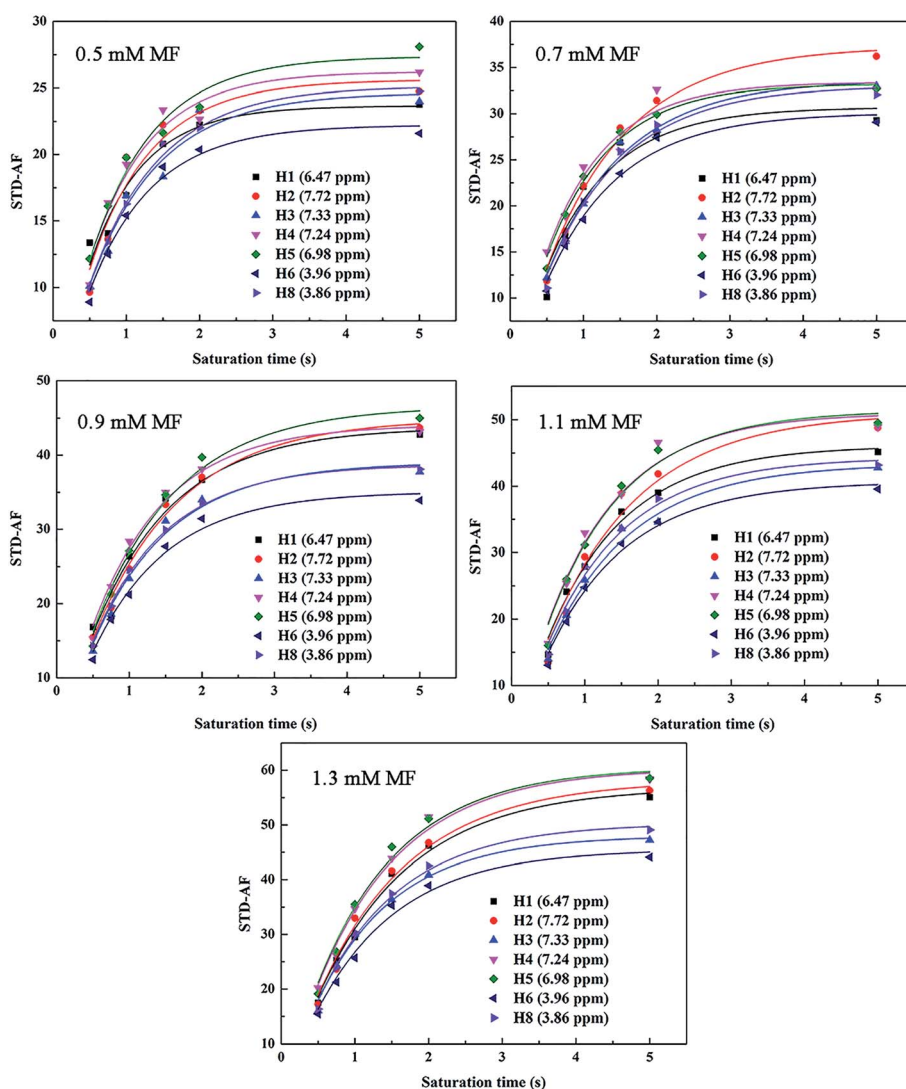 0.5 mM MF
STD-AF
30
25
20
15
10
H1 (6.47 ppm)
H2 (7.72 ppm)
H3 (7.33 ppm)
H4 (7.24 ppm)
H5 (6.98 ppm)
H6 (3.96 ppm)
H8 (3.86 ppm)
0 1 2 3 4 5
Saturation time (s)
0.7 mM MF
STD-AF
40
35
30
25
20
15
10
H1 (6.47 ppm)
H2 (7.72 ppm)
H3 (7.33 ppm)
H4 (7.24 ppm)
H5 (6.98 ppm)
H6 (3.96 ppm)
H8 (3.86 ppm)
0 1 2 3 4 5
Saturation time (s)
0.9 mM MF
STD-AF
50
40
30
20
10
H1 (6.47 ppm)
H2 (7.72 ppm)
H3 (7.33 ppm)
H4 (7.24 ppm)
H5 (6.98 ppm)
H6 (3.96 ppm)
H8 (3.86 ppm)
0 1 2 3 4 5
Saturation time (s)
1.1 mM MF
STD-AF
50
40
30
20
10
H1 (6.47 ppm)
H2 (7.72 ppm)
H3 (7.33 ppm)
H4 (7.24 ppm)
H5 (6.98 ppm)
H6 (3.96 ppm)
H8 (3.86 ppm)
0 1 2 3 4 5
Saturation time (s)
1.3 mM MF
STD-AF
60
50
40
30
20
10
H1 (6.47 ppm)
H2 (7.72 ppm)
H3 (7.33 ppm)
H4 (7.24 ppm)
H5 (6.98 ppm)
H6 (3.96 ppm)
H8 (3.86 ppm)
0 1 2 3 4 5
Saturation time (s)